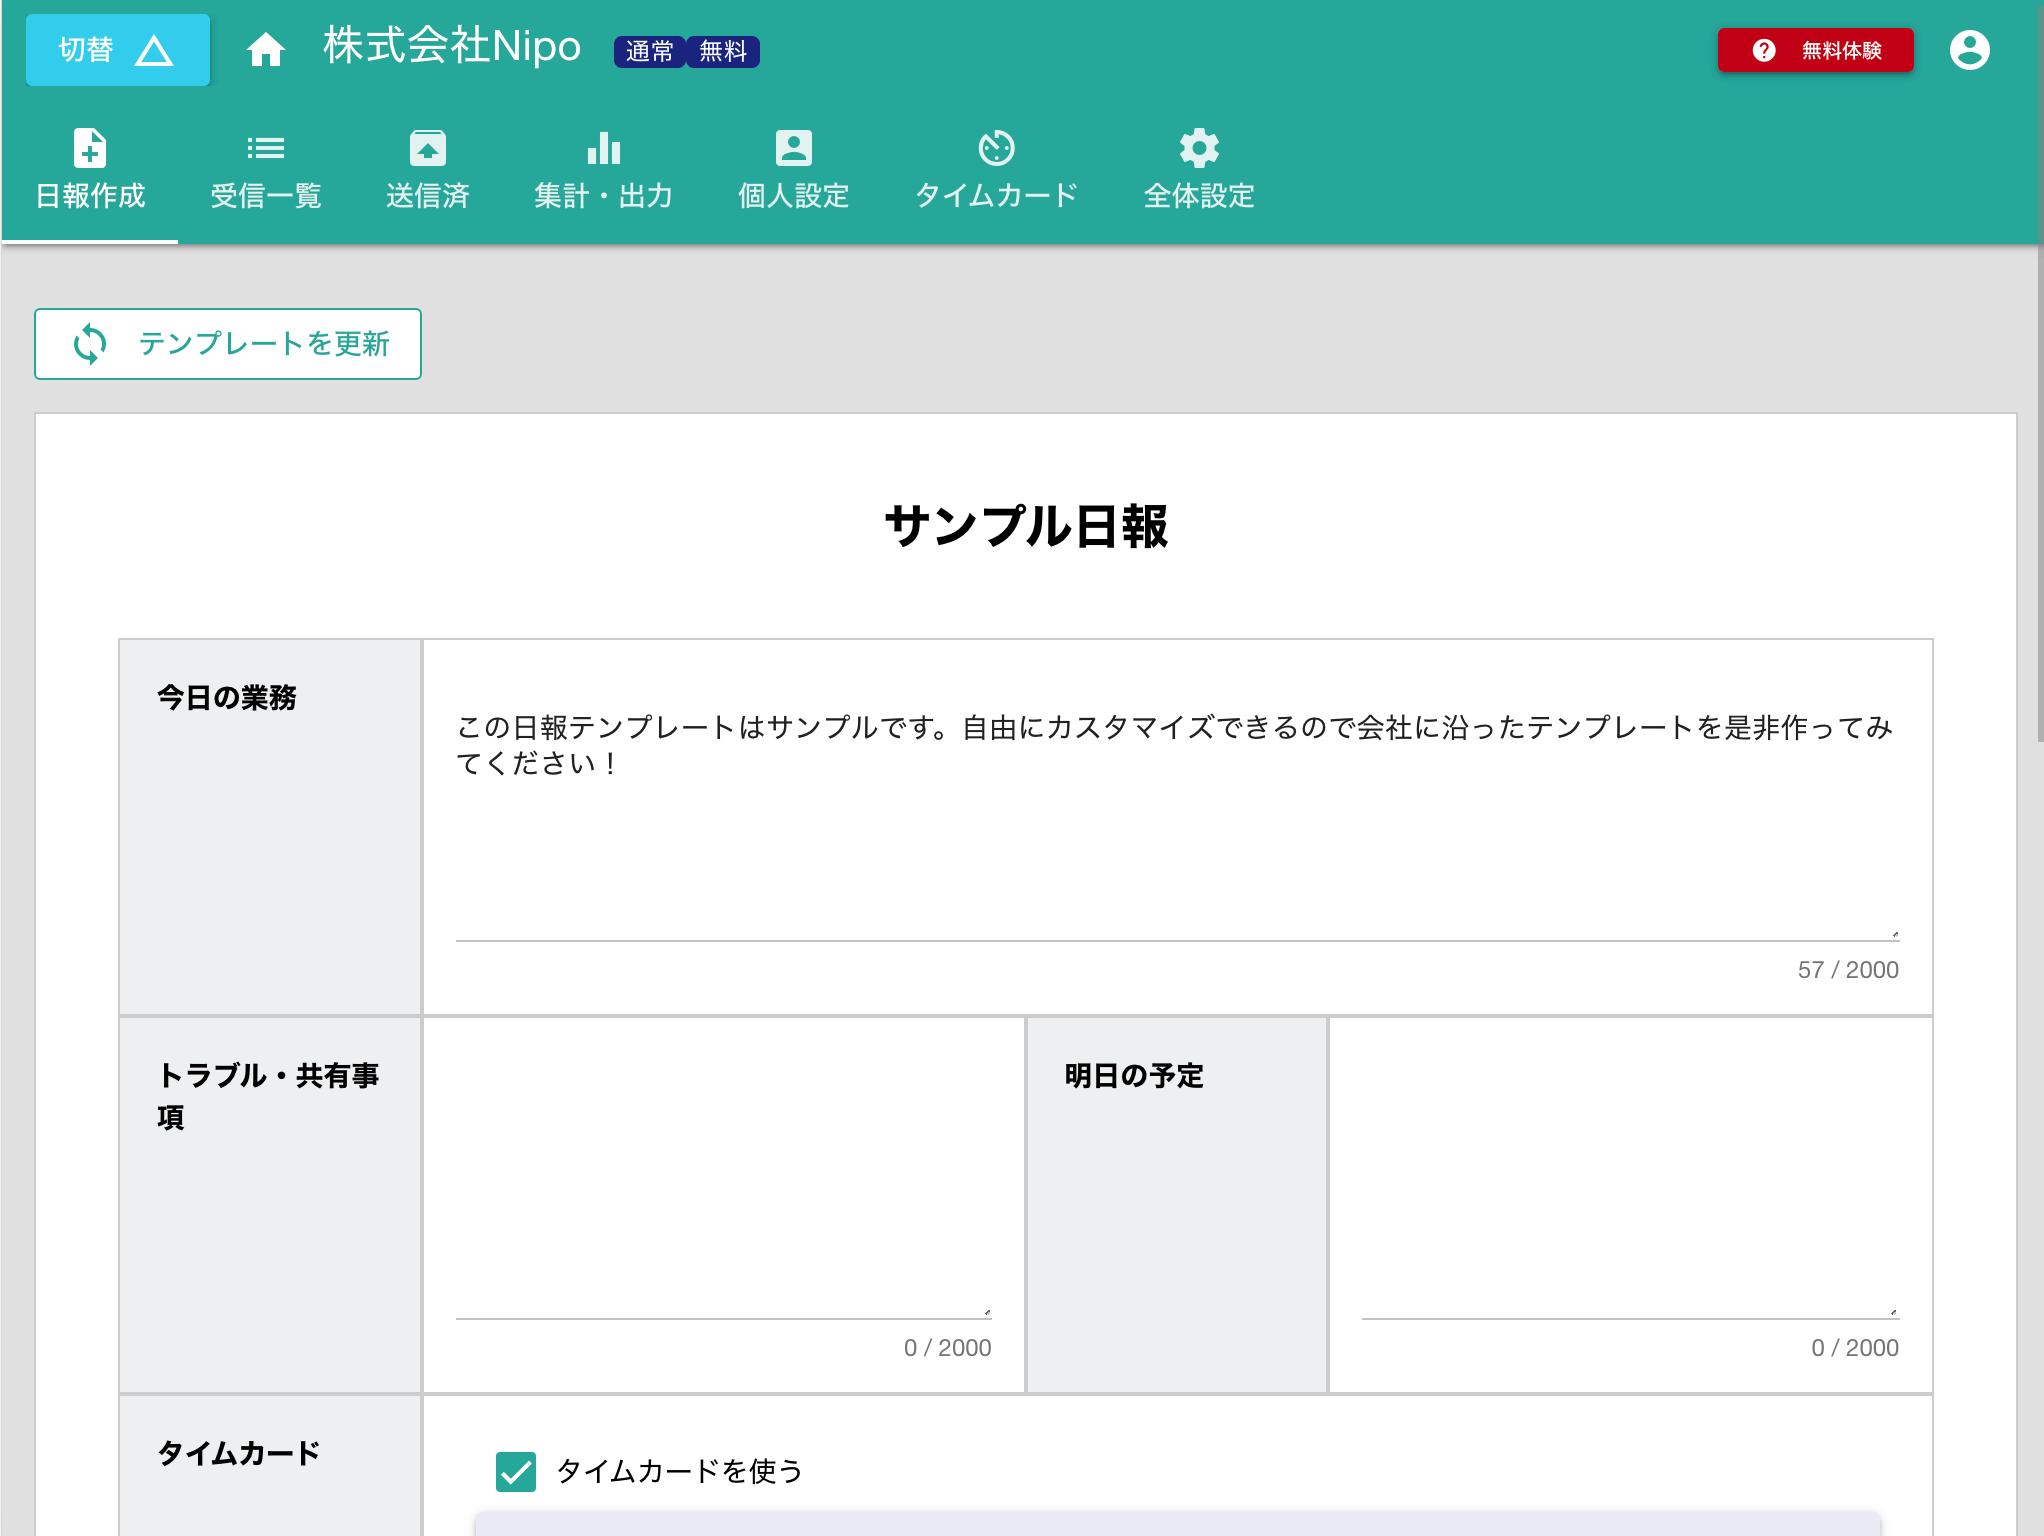 切替
株式会社Nipo
通常
無料
無料体験
日報作成
受信一覧
送信済
集計・出力
個人設定
タイムカード
全体設定
テンプレートを更新
サンプル日報
今日の業務
この日報テンプレートはサンプルです。自由にカスタマイズできるので会社に沿ったテンプレートを是非作ってみ
てください！
57 / 2000
トラブル・共有事
項
0 / 2000
明日の予定
0 / 2000
タイムカード
タイムカードを使う